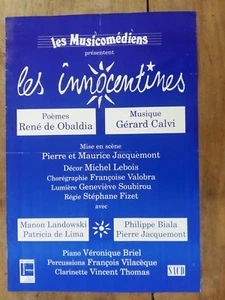 les Musicomédiens
présentent
les innocentines
Poèmes
René de Obaldia
Musique
Gérard Calvi
Mise en scène
Pierre et Maurice Jacquemont
Décor Michel Lebois
Chorégraphie Françoise Valobra
Lumière Geneviève Soubirou
Régie Stéphane Fizet
avec
Manon Landowski
Patricia de Lima
Philippe Biala
Pierre Jacquemont
Piano Véronique Briel
Percussions François Vilacèque
Clarinette Vincent Thomas